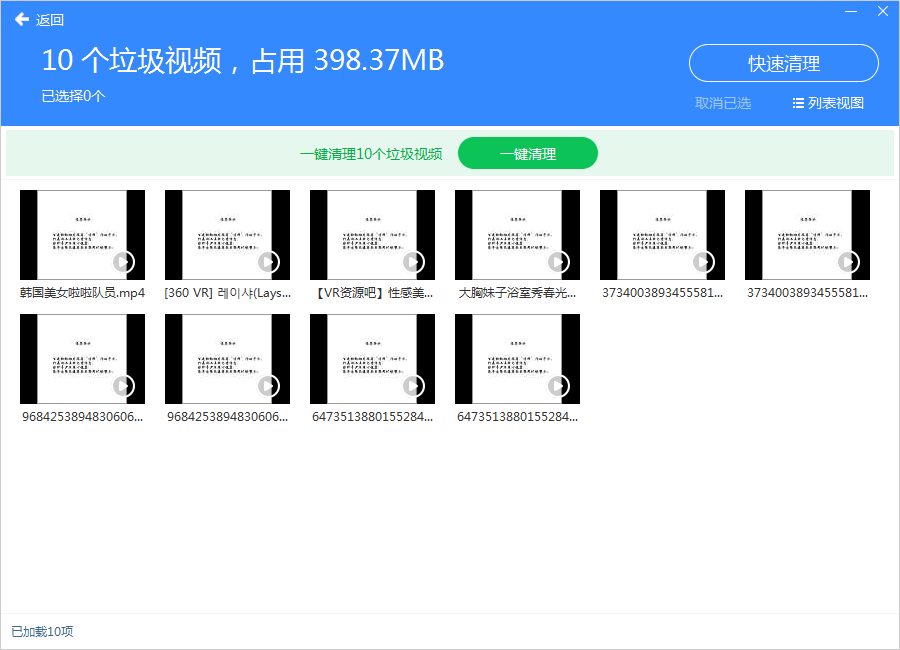 返回
10 个垃圾视频，占用 398.37MB
快速清理
已选择0个
取消已选
列表视图
一键清理10个垃圾视频
一键清理
韩国美女啦啦队员.mp4
[360 VR] 레이샤(Lays...
【VR资源吧】性感美...
大胸妹子浴室秀春光...
3734003893455581...
3734003893455581...
9684253894830606...
9684253894830606...
6473513880155284...
6473513880155284...
已加载10项